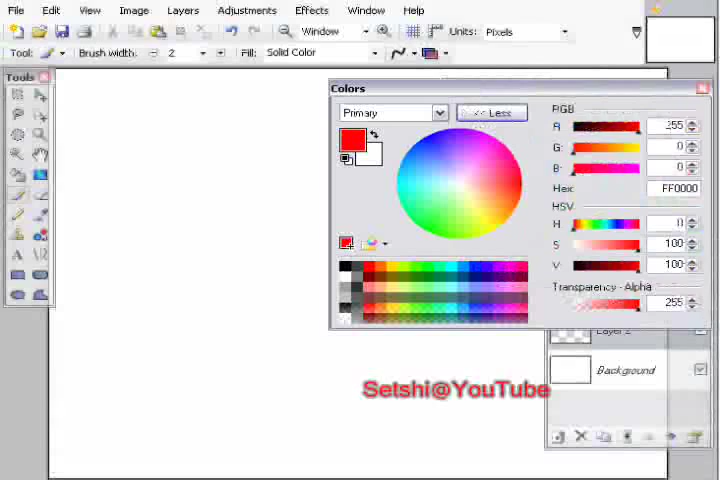 File Edit View Image Layers Adjustments Effects Window Help
Window Units: Pixels
Tool: Brush width: 2 Fill: Solid Color
Tools
Colors
Primary << Less
RGB
R: 255
G: 0
B: 0
Hex: FF0000
HSV
H: 0
S: 100
V: 100
Transparency - Alpha
255
Layer 2
Background
Setshi@YouTube